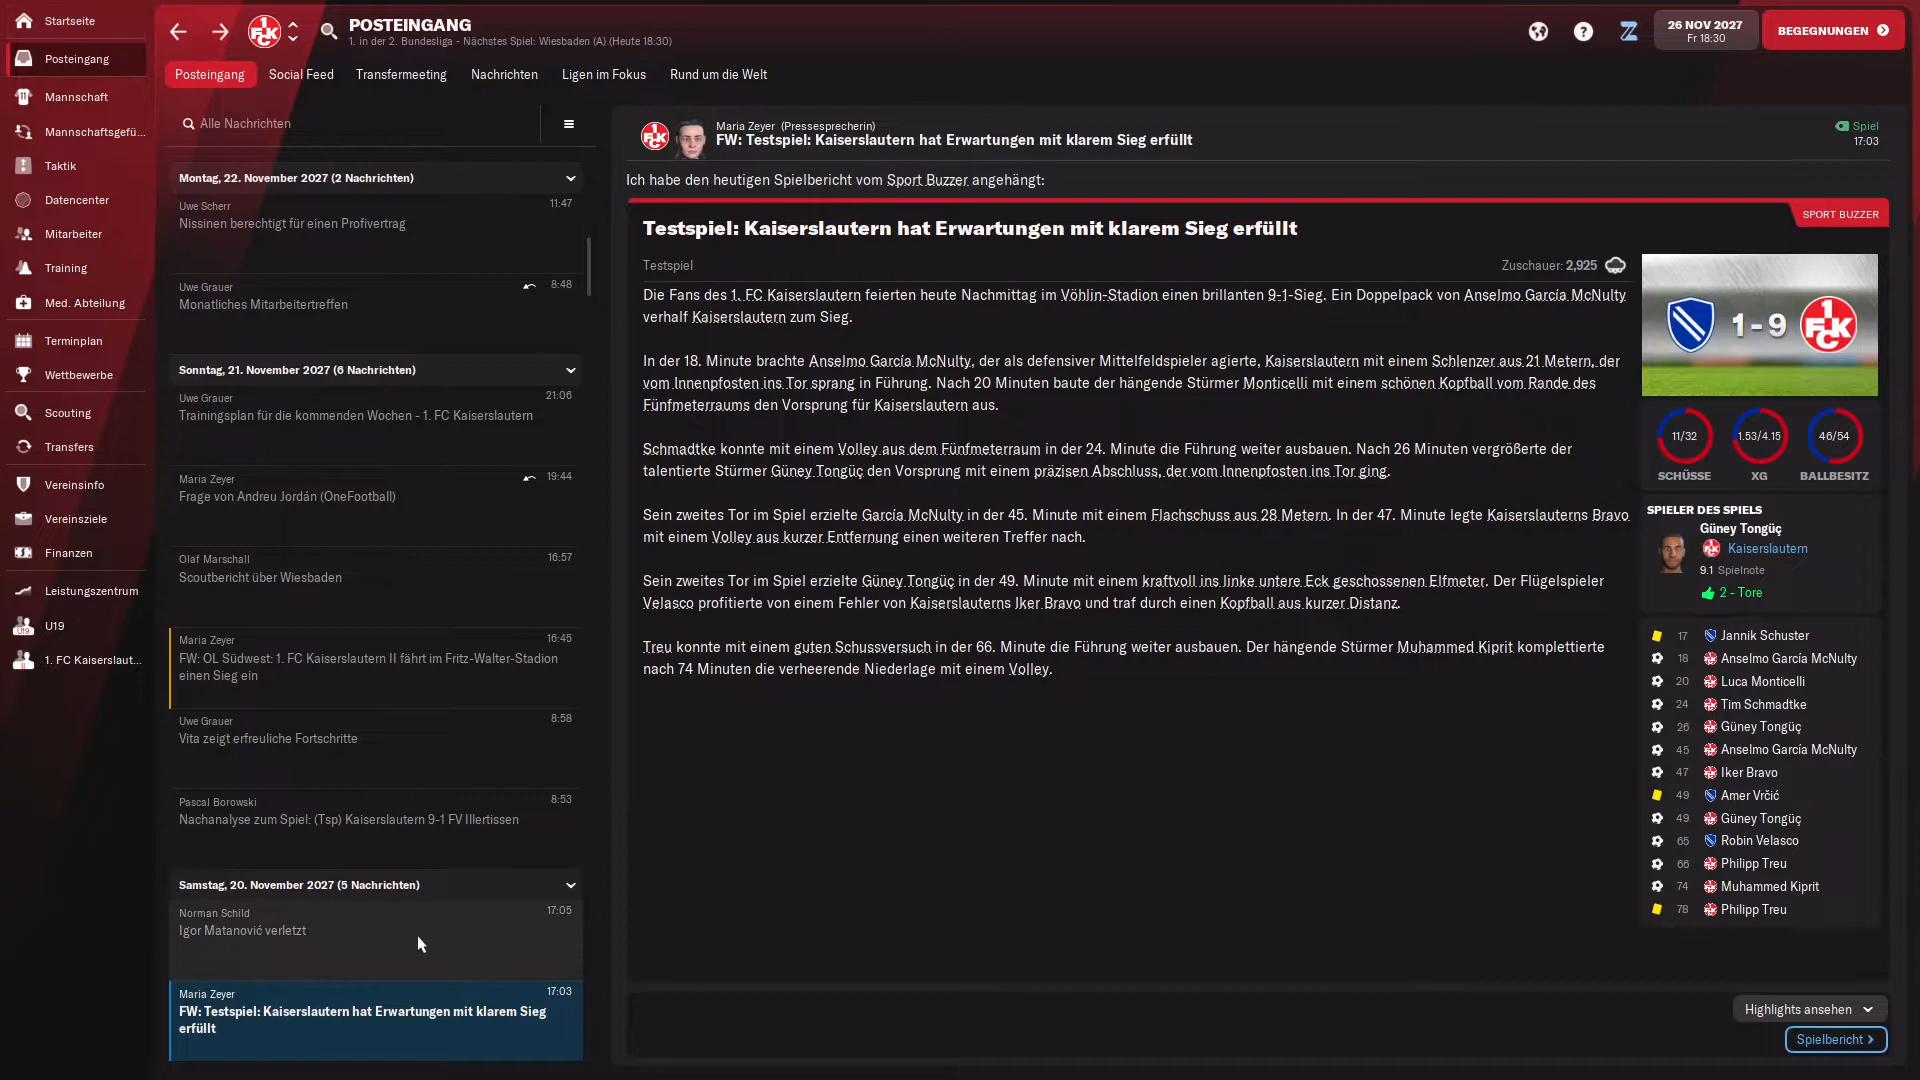 Startseite
Posteingang
Mannschaft
Mannschaftsgefü...
Taktik
Datencenter
Mitarbeiter
Training
Med. Abteilung
Terminplan
Wettbewerbe
Scouting
Transfers
Vereinsinfo
Vereinsziele
Finanzen
Leistungszentrum
U19
1. FC Kaiserslaut...
POSTEINGANG
1. in der 2. Bundesliga - Nächstes Spiel: Wiesbaden (A) (Heute 18:30)
26 NOV 2027
Fr 18:30
BEGEGNUNGEN
Posteingang
Social Feed
Transfermeeting
Nachrichten
Ligen im Fokus
Rund um die Welt
Alle Nachrichten
Montag, 22. November 2027 (2 Nachrichten)
Uwe Scherr 11:47
Nissinen berechtigt für einen Profivertrag
Uwe Grauer 8:48
Monatliches Mitarbeitertreffen
Sonntag, 21. November 2027 (6 Nachrichten)
Uwe Grauer 21:06
Trainingsplan für die kommenden Wochen - 1. FC Kaiserslautern
Maria Zeyer 19:44
Frage von Andreu Jordán (OneFootball)
Olaf Marschall 16:57
Scoutbericht über Wiesbaden
Maria Zeyer 16:45
FW: OL Südwest: 1. FC Kaiserslautern II fährt im Fritz-Walter-Stadion
einen Sieg ein
Uwe Grauer 8:58
Vita zeigt erfreuliche Fortschritte
Pascal Borowski 8:53
Nachanalyse zum Spiel: (Tsp) Kaiserslautern 9-1 FV Illertissen
Samstag, 20. November 2027 (5 Nachrichten)
Norman Schild 17:05
Igor Matanović verletzt
Maria Zeyer 17:03
FW: Testspiel: Kaiserslautern hat Erwartungen mit klarem Sieg
erfüllt
Maria Zeyer (Pressesprecherin)
FW: Testspiel: Kaiserslautern hat Erwartungen mit klarem Sieg erfüllt
Spiel
17:03
Ich habe den heutigen Spielbericht vom Sport Buzzer angehängt:
SPORT BUZZER
Testspiel: Kaiserslautern hat Erwartungen mit klarem Sieg erfüllt
Testspiel
Zuschauer: 2,925
Die Fans des 1. FC Kaiserslautern feierten heute Nachmittag im Vöhlin-Stadion einen brillanten 9-1-Sieg. Ein Doppelpack von Anselmo García McNulty
verhalf Kaiserslautern zum Sieg.
In der 18. Minute brachte Anselmo García McNulty, der als defensiver Mittelfeldspieler agierte, Kaiserslautern mit einem Schlenzer aus 21 Metern, der
vom Innenpfosten ins Tor sprang in Führung. Nach 20 Minuten baute der hängende Stürmer Monticelli mit einem schönen Kopfball vom Rande des
Fünfmeterraums den Vorsprung für Kaiserslautern aus.
Schmadtke konnte mit einem Volley aus dem Fünfmeterraum in der 24. Minute die Führung weiter ausbauen. Nach 26 Minuten vergrößerte der
talentierte Stürmer Güney Tongüç den Vorsprung mit einem präzisen Abschluss, der vom Innenpfosten ins Tor ging.
Sein zweites Tor im Spiel erzielte García McNulty in der 45. Minute mit einem Flachschuss aus 28 Metern. In der 47. Minute legte Kaiserslauterns Bravo
mit einem Volley aus kurzer Entfernung einen weiteren Treffer nach.
Sein zweites Tor im Spiel erzielte Güney Tongüç in der 49. Minute mit einem kraftvoll ins linke untere Eck geschossenen Elfmeter. Der Flügelspieler
Velasco profitierte von einem Fehler von Kaiserslauterns Iker Bravo und traf durch einen Kopfball aus kurzer Distanz.
Treu konnte mit einem guten Schussversuch in der 66. Minute die Führung weiter ausbauen. Der hängende Stürmer Muhammed Kiprit komplettierte
nach 74 Minuten die verheerende Niederlage mit einem Volley.
1 - 9
11/32
1.53/4.15
46/54
SCHÜSSE
XG
BALLBESITZ
SPIELER DES SPIELS
Güney Tongüç
Kaiserslautern
9.1 Spielnote
2 - Tore
17 Jannik Schuster
18 Anselmo García McNulty
20 Luca Monticelli
24 Tim Schmadtke
26 Güney Tongüç
45 Anselmo García McNulty
47 Iker Bravo
49 Amer Vrčić
49 Güney Tongüç
65 Robin Velasco
66 Philipp Treu
74 Muhammed Kiprit
78 Philipp Treu
Highlights ansehen
Spielbericht